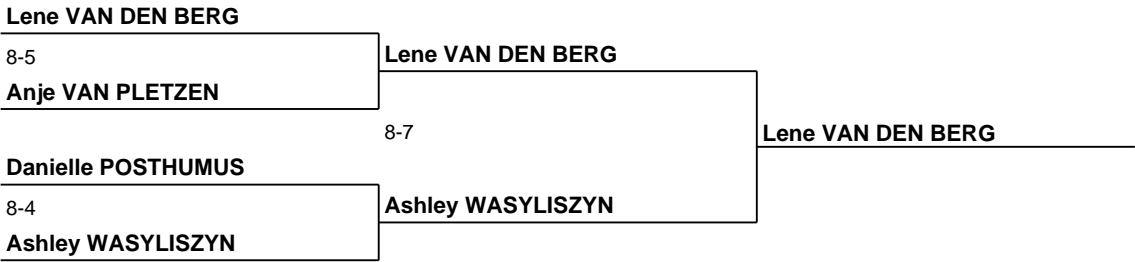 Lene VAN DEN BERG
8-5
Anje VAN PLETZEN
Danielle POSTHUMUS
8-4
Ashley WASYLISZYN
Lene VAN DEN BERG
8-7
Ashley WASYLISZYN
Lene VAN DEN BERG